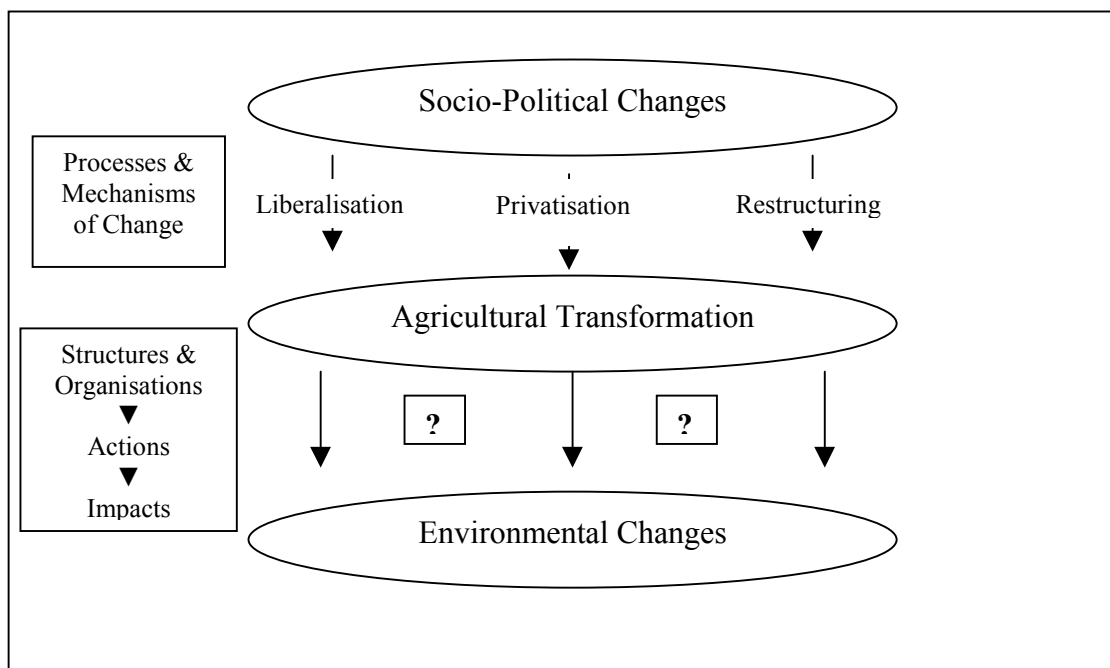 Socio-Political Changes
Processes &
Mechanisms
of Change
Liberalisation
Privatisation
Restructuring
Agricultural Transformation
Structures &
Organisations
Actions
Impacts
?
?
Environmental Changes